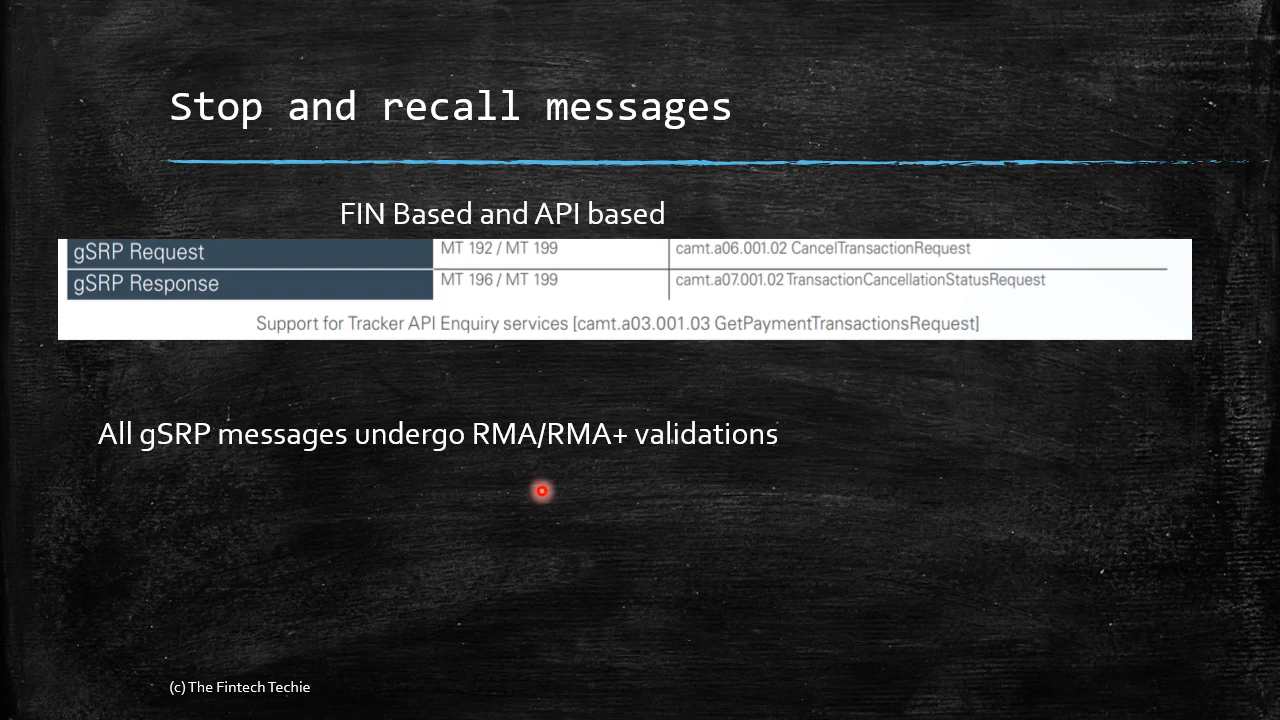 Stop and recall messages
FIN Based and API based
gSRP Request MT 192 / MT 199 camt.a06.001.02 CancelTransactionRequest
gSRP Response MT 196 / MT 199 camt.a07.001.02 TransactionCancellationStatusRequest
Support for Tracker API Enquiry services [camt.a03.001.03 GetPaymentTransactionsRequest]
All gSRP messages undergo RMA/RMA+ validations
(c) The Fintech Techie